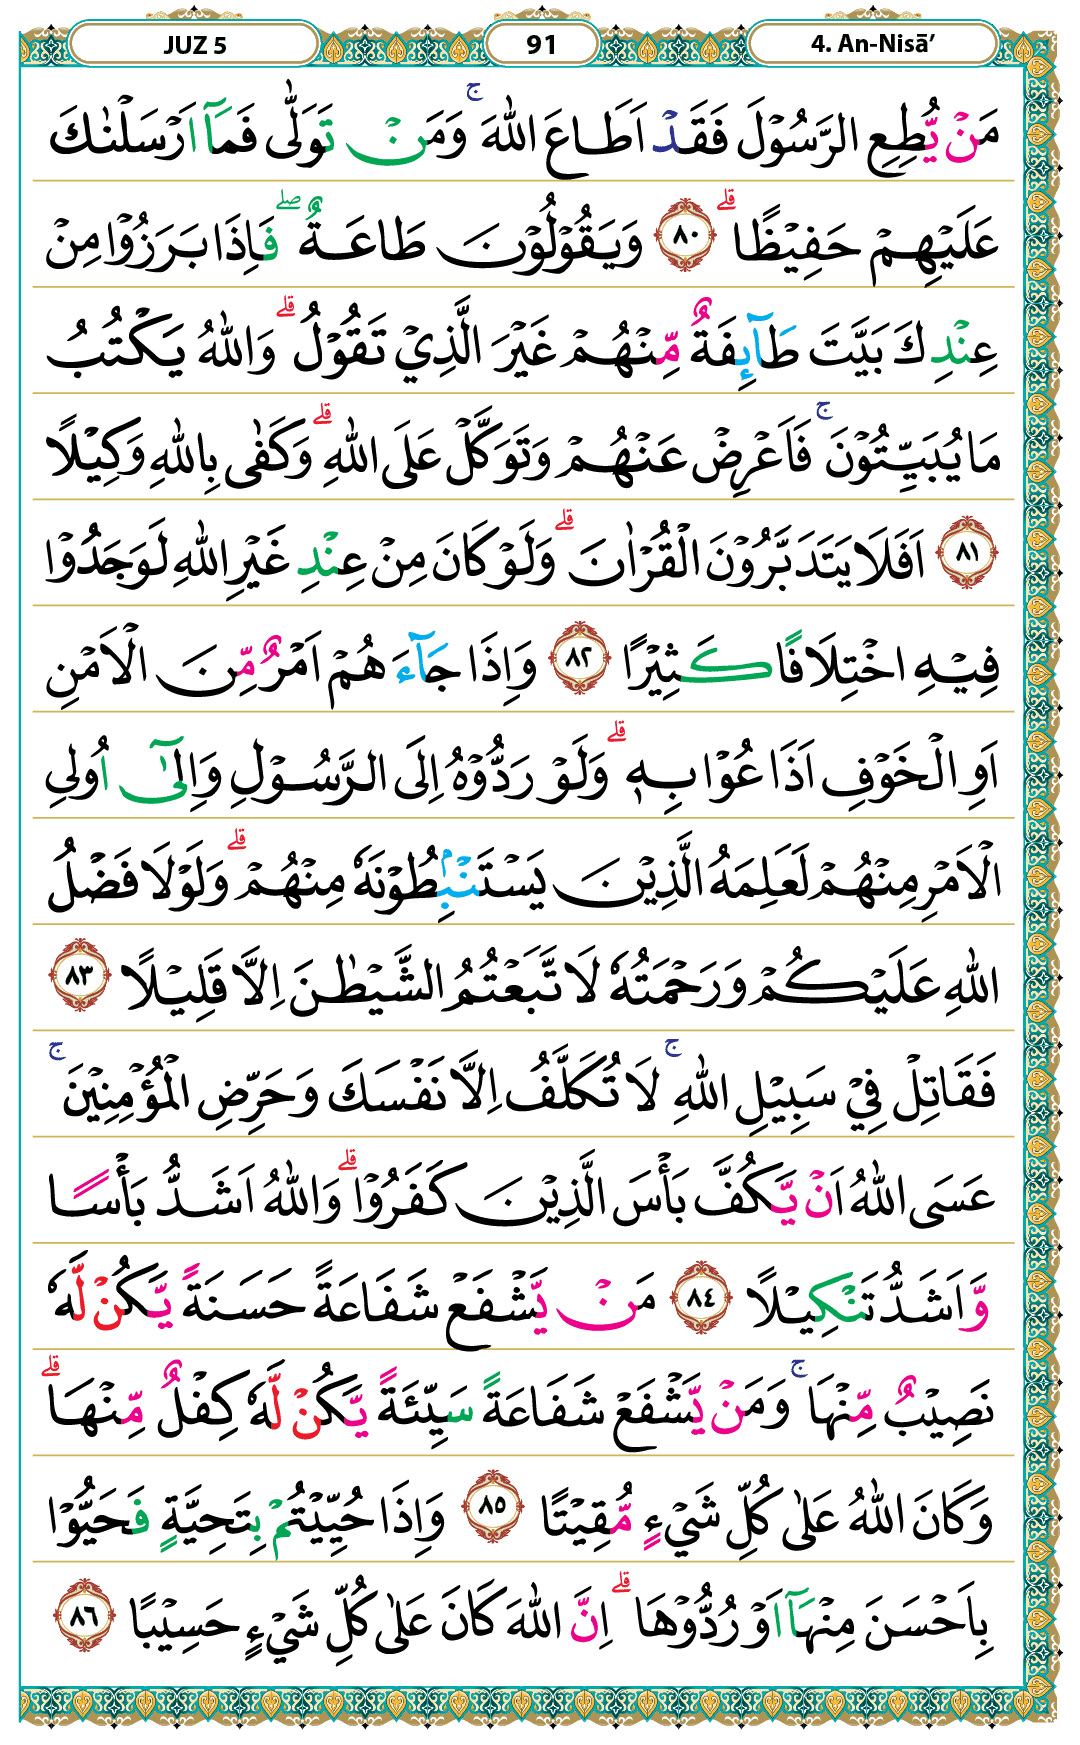 JUZ 5 91 4. An-Nisā’
مَنْ يُّطِعِ الرَّسُوْلَ فَقَدْ اَطَاعَ اللّٰهَ ۚ وَمَنْ تَوَلّٰى فَمَآ اَرْسَلْنٰكَ
عَلَيْهِمْ حَفِيْظًا ۗ ٨٠ وَيَقُوْلُوْنَ طَاعَةٌ ۖ فَاِذَا بَرَزُوْا مِنْ
عِنْدِكَ بَيَّتَ طَآئِفَةٌ مِّنْهُمْ غَيْرَ الَّذِيْ تَقُوْلُ ۗ وَاللّٰهُ يَكْتُبُ
مَا يُبَيِّتُوْنَ ۚ فَاَعْرِضْ عَنْهُمْ وَتَوَكَّلْ عَلَى اللّٰهِ ۗ وَكَفٰى بِاللّٰهِ وَكِيْلًا
٨١ اَفَلَا يَتَدَبَّرُوْنَ الْقُرْاٰنَ ۗ وَلَوْ كَانَ مِنْ عِنْدِ غَيْرِ اللّٰهِ لَوَجَدُوْا
فِيْهِ اخْتِلَافًا كَثِيْرًا ٨٢ وَاِذَا جَآءَهُمْ اَمْرٌ مِّنَ الْاَمْنِ
اَوِ الْخَوْفِ اَذَاعُوْا بِهٖ ۗ وَلَوْ رَدُّوْهُ اِلَى الرَّسُوْلِ وَاِلٰٓى اُولِى
الْاَمْرِ مِنْهُمْ لَعَلِمَهُ الَّذِيْنَ يَسْتَنْۢبِطُوْنَهٗ مِنْهُمْ ۗ وَلَوْلَا فَضْلُ
اللّٰهِ عَلَيْكُمْ وَرَحْمَتُهٗ لَاتَّبَعْتُمُ الشَّيْطٰنَ اِلَّا قَلِيْلًا ٨٣
فَقَاتِلْ فِيْ سَبِيْلِ اللّٰهِ ۚ لَا تُكَلَّفُ اِلَّا نَفْسَكَ وَحَرِّضِ الْمُؤْمِنِيْنَ ۚ
عَسَى اللّٰهُ اَنْ يَّكُفَّ بَأْسَ الَّذِيْنَ كَفَرُوْا ۗ وَاللّٰهُ اَشَدُّ بَأْسًا
وَّاَشَدُّ تَنْكِيْلًا ٨٤ مَنْ يَّشْفَعْ شَفَاعَةً حَسَنَةً يَّكُنْ لَّهٗ
نَصِيْبٌ مِّنْهَا ۚ وَمَنْ يَّشْفَعْ شَفَاعَةً سَيِّئَةً يَّكُنْ لَّهٗ كِفْلٌ مِّنْهَا ۗ
وَكَانَ اللّٰهُ عَلٰى كُلِّ شَيْءٍ مُّقِيْتًا ٨٥ وَاِذَا حُيِّيْتُمْ بِتَحِيَّةٍ فَحَيُّوْا
بِاَحْسَنَ مِنْهَآ اَوْ رُدُّوْهَا ۗ اِنَّ اللّٰهَ كَانَ عَلٰى كُلِّ شَيْءٍ حَسِيْبًا ٨٦